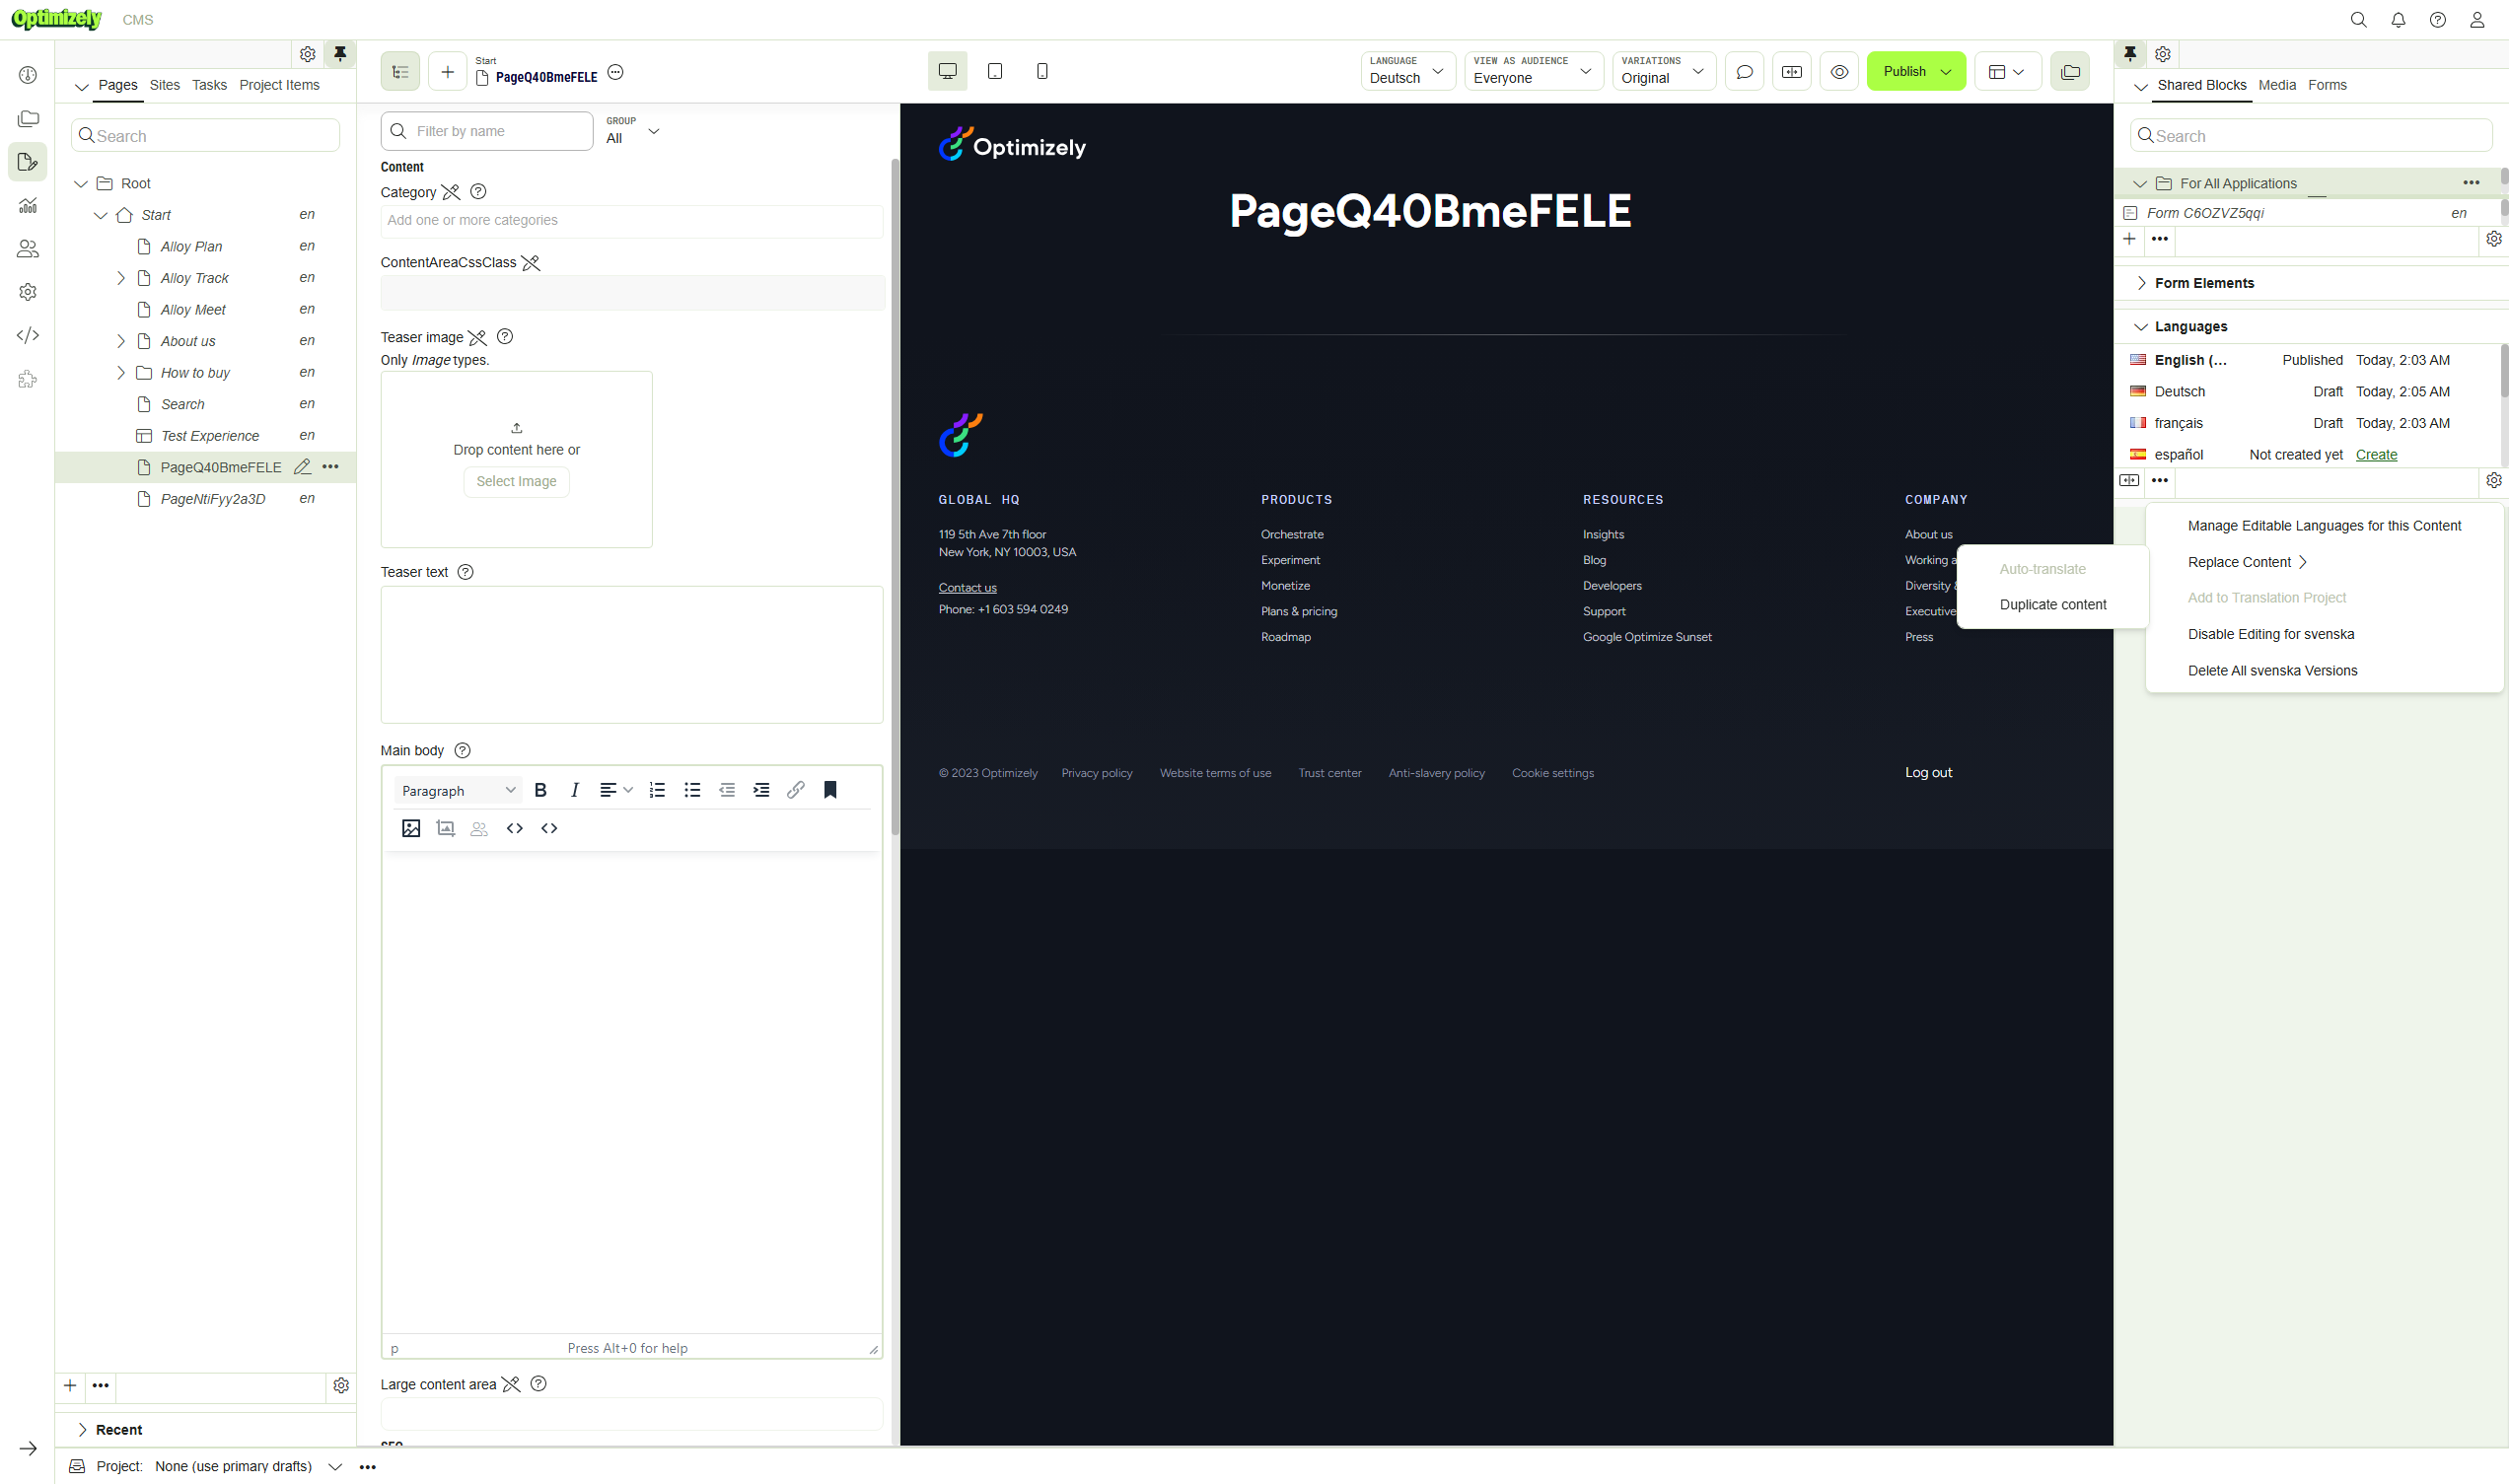 Optimizely CMS
Pages Sites Tasks Project Items
Search
Root
Start en
Alloy Plan en
Alloy Track en
Alloy Meet en
About us en
How to buy en
Search en
Test Experience en
PageQ40BmeFELE
PageNtiFyy2a3D en
Recent
Project: None (use primary drafts)
Start
PageQ40BmeFELE
LANGUAGE
Deutsch
VIEW AS AUDIENCE
Everyone
VARIATIONS
Original
Publish
Filter by name
GROUP
All
Content
Category
Add one or more categories
ContentAreaCssClass
Teaser image
Only Image types.
Drop content here or
Select Image
Teaser text
Main body
Paragraph
p Press Alt+0 for help
Large content area
Optimizely
PageQ40BmeFELE
GLOBAL HQ
119 5th Ave 7th floor
New York, NY 10003, USA
Contact us
Phone: +1 603 594 0249
PRODUCTS
Orchestrate
Experiment
Monetize
Plans & pricing
Roadmap
RESOURCES
Insights
Blog
Developers
Support
Google Optimize Sunset
COMPANY
About us
Working
Diversity
Executive
Press
© 2023 Optimizely Privacy policy Website terms of use Trust center Anti-slavery policy Cookie settings
Log out
Shared Blocks Media Forms
Search
For All Applications
Form C6OZVZ5qqi en
Form Elements
Languages
English (... Published Today, 2:03 AM
Deutsch Draft Today, 2:05 AM
français Draft Today, 2:03 AM
español Not created yet Create
Manage Editable Languages for this Content
Replace Content
Add to Translation Project
Disable Editing for svenska
Delete All svenska Versions
Auto-translate
Duplicate content